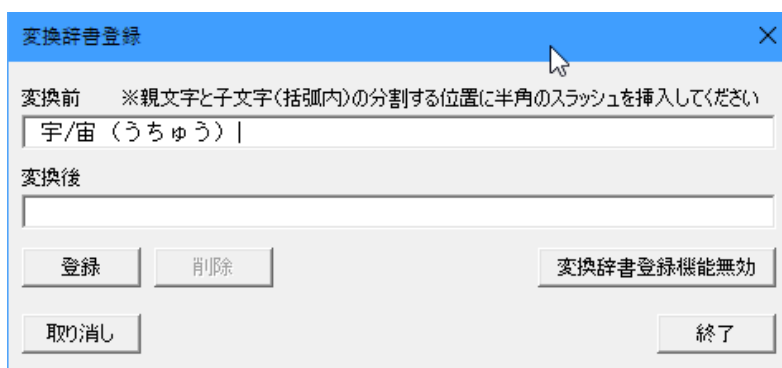 変換辞書登録
変換前 ※親文字と子文字(括弧内)の分割する位置に半角のスラッシュを挿入してください
宇/宙（うちゅう）
変換後
登録 削除 変換辞書登録機能無効
取り消し 終了